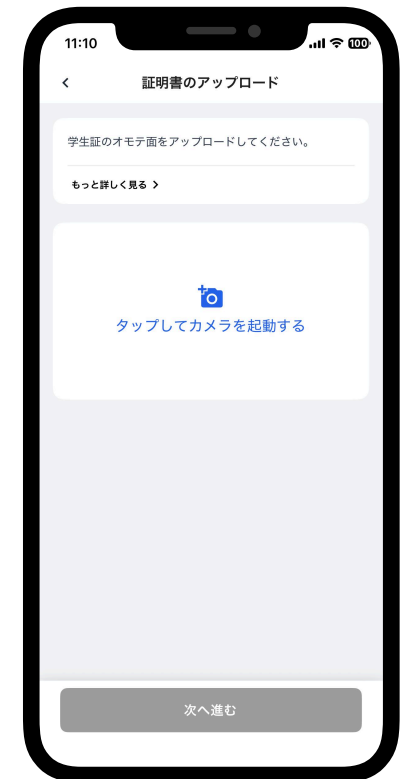 11:10
100
証明書のアップロード
学生証のオモテ面をアップロードしてください。
もっと詳しく見る
タップしてカメラを起動する
次へ進む